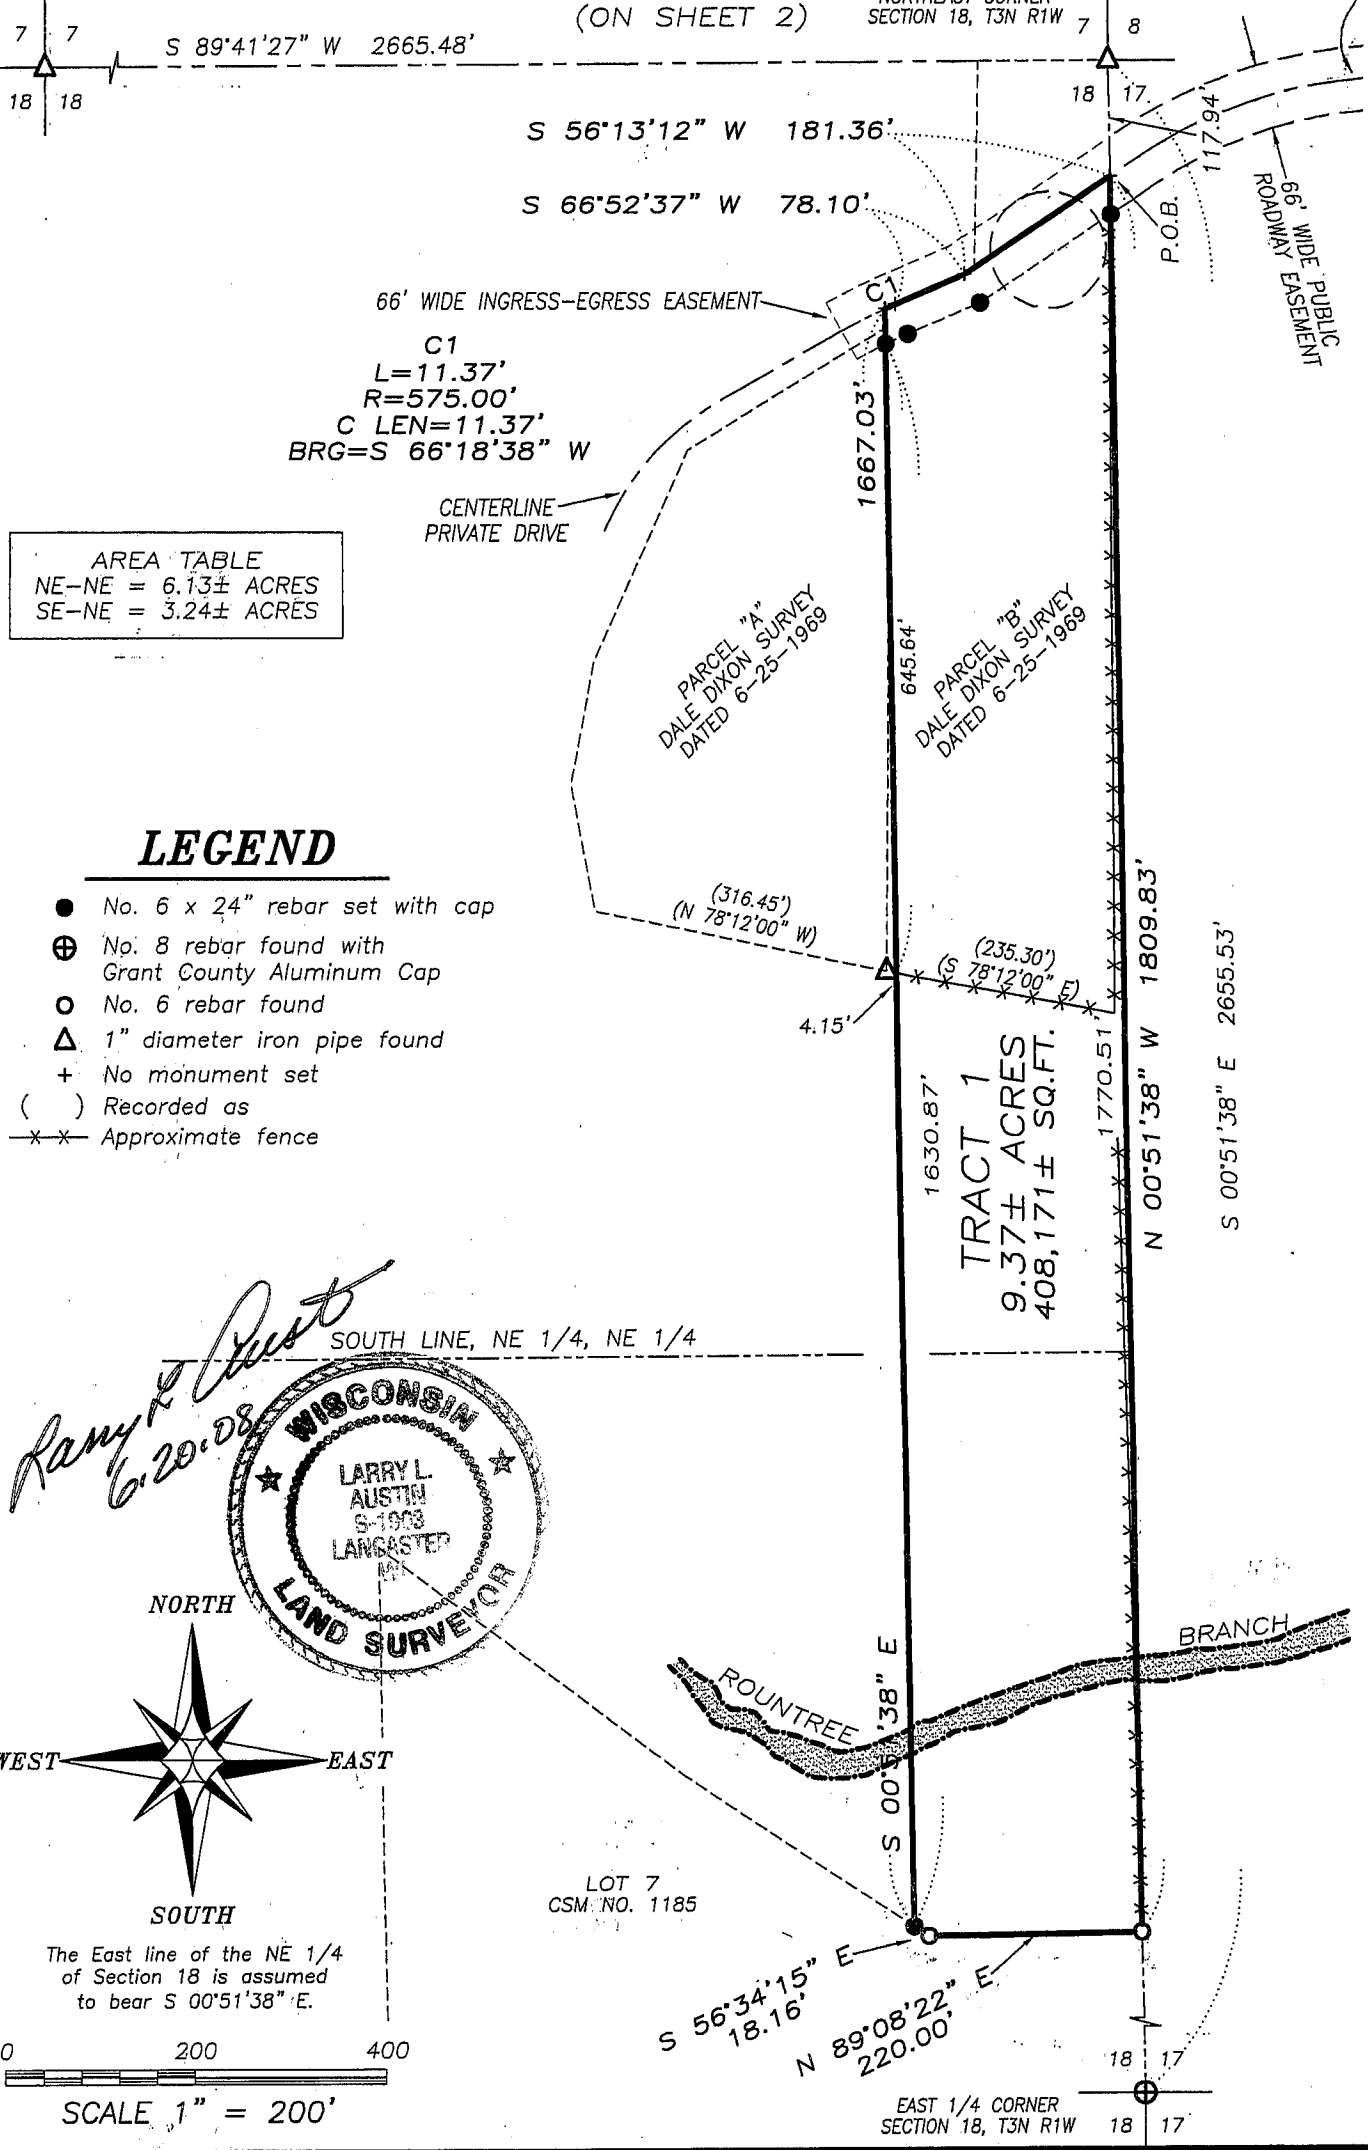 (ON SHEET 2)
NORTHEAST CORNER
SECTION 18, T3N R1W
7 7
18 18
7 8
18 17
S 89°41'27" W 2665.48'
S 56°13'12" W 181.36'
S 66°52'37" W 78.10'
117.94'
P.O.B.
66' WIDE PUBLIC
ROADWAY EASEMENT
66' WIDE INGRESS-EGRESS EASEMENT
C1
C1
L=11.37'
R=575.00'
C LEN=11.37'
BRG=S 66°18'38" W
CENTERLINE
PRIVATE DRIVE
1667.03'
AREA TABLE
NE-NE = 6.13± ACRES
SE-NE = 3.24± ACRES
PARCEL "A"
DALE DIXON SURVEY
DATED 6-25-1969
645.64'
PARCEL "B"
DALE DIXON SURVEY
DATED 6-25-1969
LEGEND
No. 6 x 24" rebar set with cap
No. 8 rebar found with
Grant County Aluminum Cap
No. 6 rebar found
1" diameter iron pipe found
+ No monument set
( ) Recorded as
-x-x- Approximate fence
(316.45')
(N 78°12'00" W)
(235.30')
(S 78°12'00" E)
4.15'
1630.87'
TRACT 1
9.37± ACRES
408,171± SQ.FT.
1770.51'
N 00°51'38" W 1809.83'
S 00°51'38" E 2655.53'
SOUTH LINE, NE 1/4, NE 1/4
Larry L Aust
6.20.08
WISCONSIN
LARRY L.
AUSTIN
S-1003
LANCASTER
WI
LAND SURVEYOR
NORTH
WEST
EAST
SOUTH
The East line of the NE 1/4
of Section 18 is assumed
to bear S 00°51'38" E.
ROUNTREE
BRANCH
S 00°51'38" E
LOT 7
CSM NO. 1185
S 56°34'15" E
18.16'
N 89°08'22" E
220.00'
0 200 400
SCALE 1" = 200'
18 17
EAST 1/4 CORNER
SECTION 18, T3N R1W
18 17